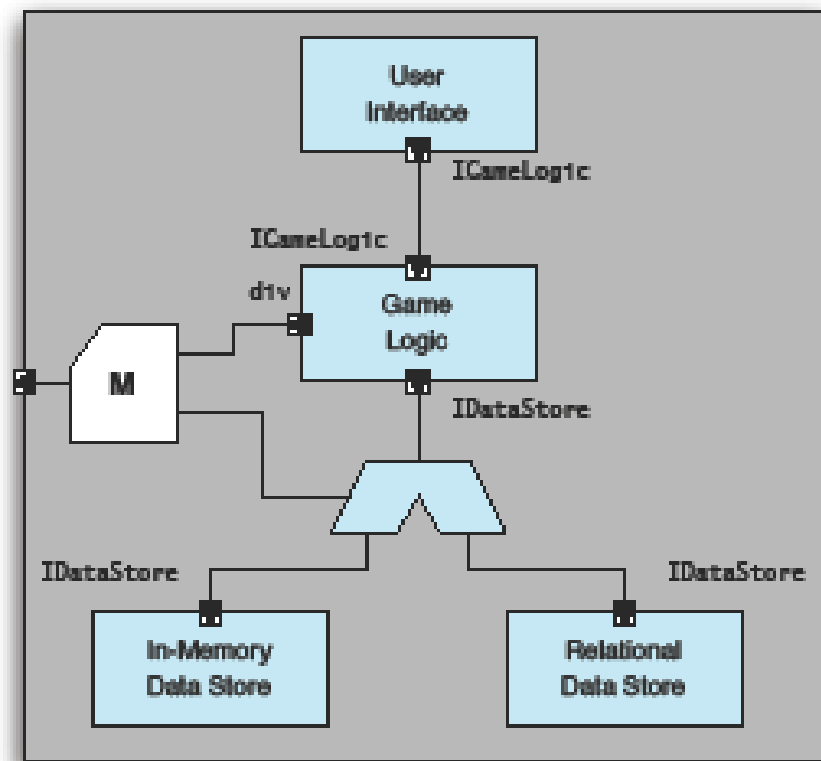 User
Interface
IGameLogic
IGameLogic
div
Game
Logic
M
IDataStore
IDataStore
IDataStore
In-Memory
Data Store
Relational
Data Store